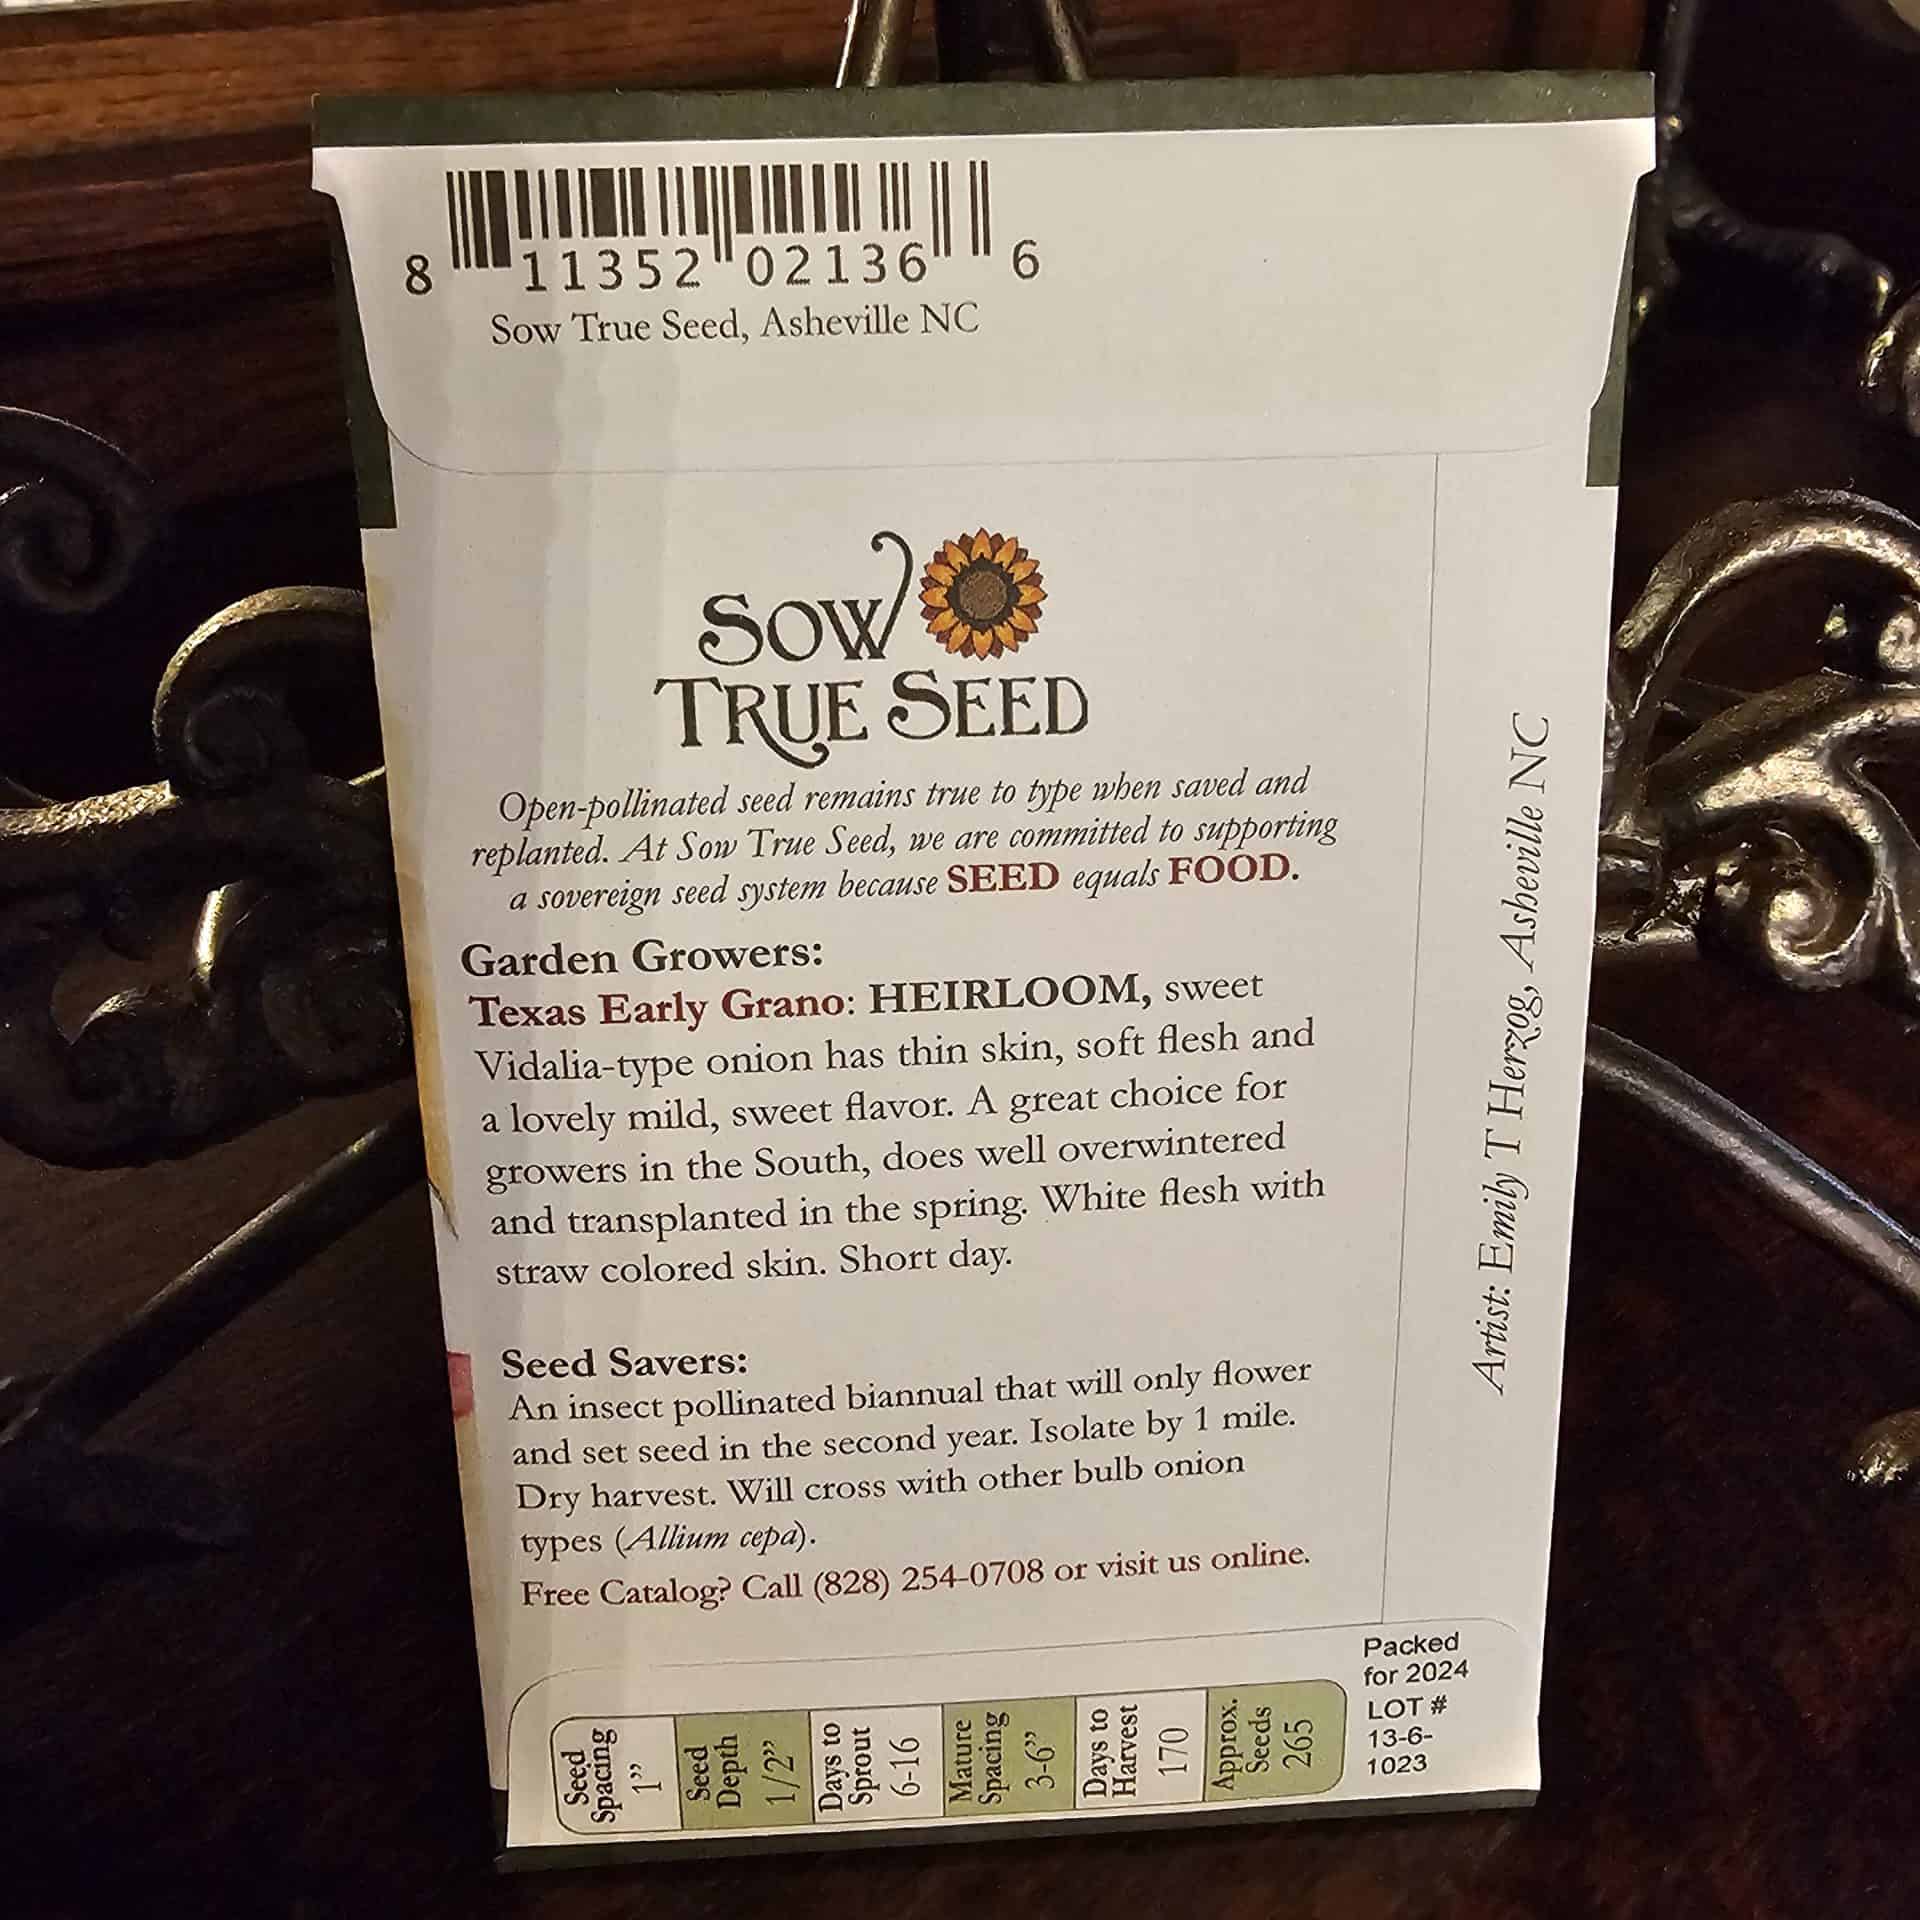 8 11352 02136 6
Sow True Seed, Asheville NC
SOW
TRUE SEED
Open-pollinated seed remains true to type when saved and
replanted. At Sow True Seed, we are committed to supporting
a sovereign seed system because SEED equals FOOD.
Garden Growers:
Texas Early Grano: HEIRLOOM, sweet
Vidalia-type onion has thin skin, soft flesh and
a lovely mild, sweet flavor. A great choice for
growers in the South, does well overwintered
and transplanted in the spring. White flesh with
straw colored skin. Short day.
Seed Savers:
An insect pollinated biannual that will only flower
and set seed in the second year. Isolate by 1 mile.
Dry harvest. Will cross with other bulb onion
types (Allium cepa).
Free Catalog? Call (828) 254-0708 or visit us online.
Artist: Emily T Herzog, Asheville NC
Seed
Spacing
1”
Seed
Depth
1/2”
Days to
Sprout
6-16
Mature
Spacing
3-6”
Days to
Harvest
170
Approx.
Seeds
265
Packed
for 2024
LOT #
13-6-
1023